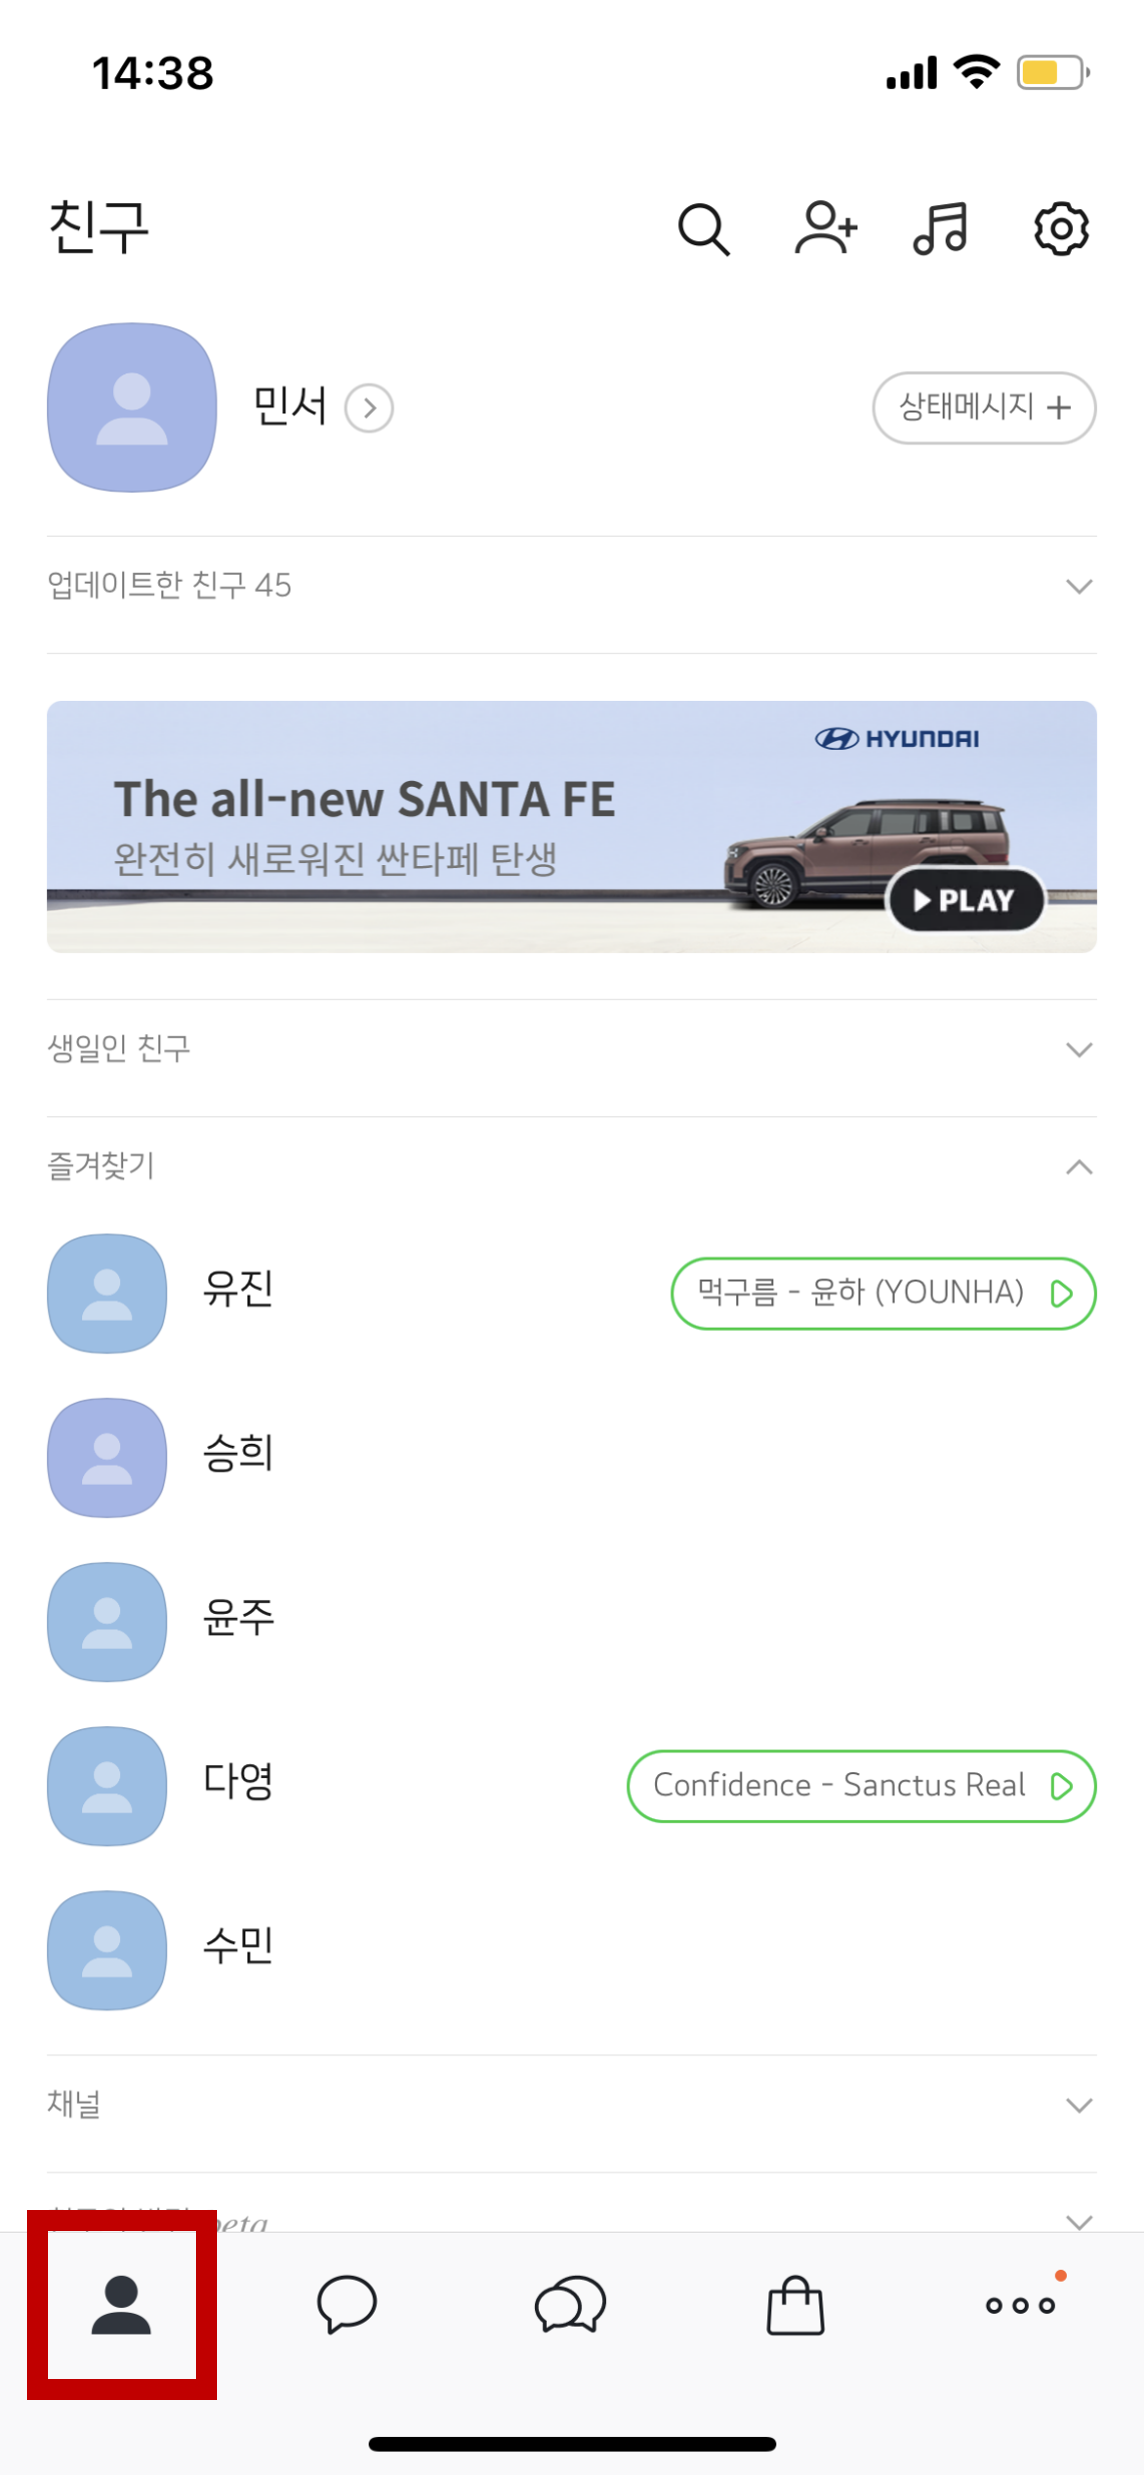 14:38
친구
민서
상태메시지 +
업데이트한 친구 45
HYUNDAI
The all-new SANTA FE
완전히 새로워진 싼타페 탄생
PLAY
생일인 친구
즐겨찾기
유진
먹구름 - 윤하 (YOUNHA)
승희
윤주
다영
Confidence - Sanctus Real
수민
채널
beta